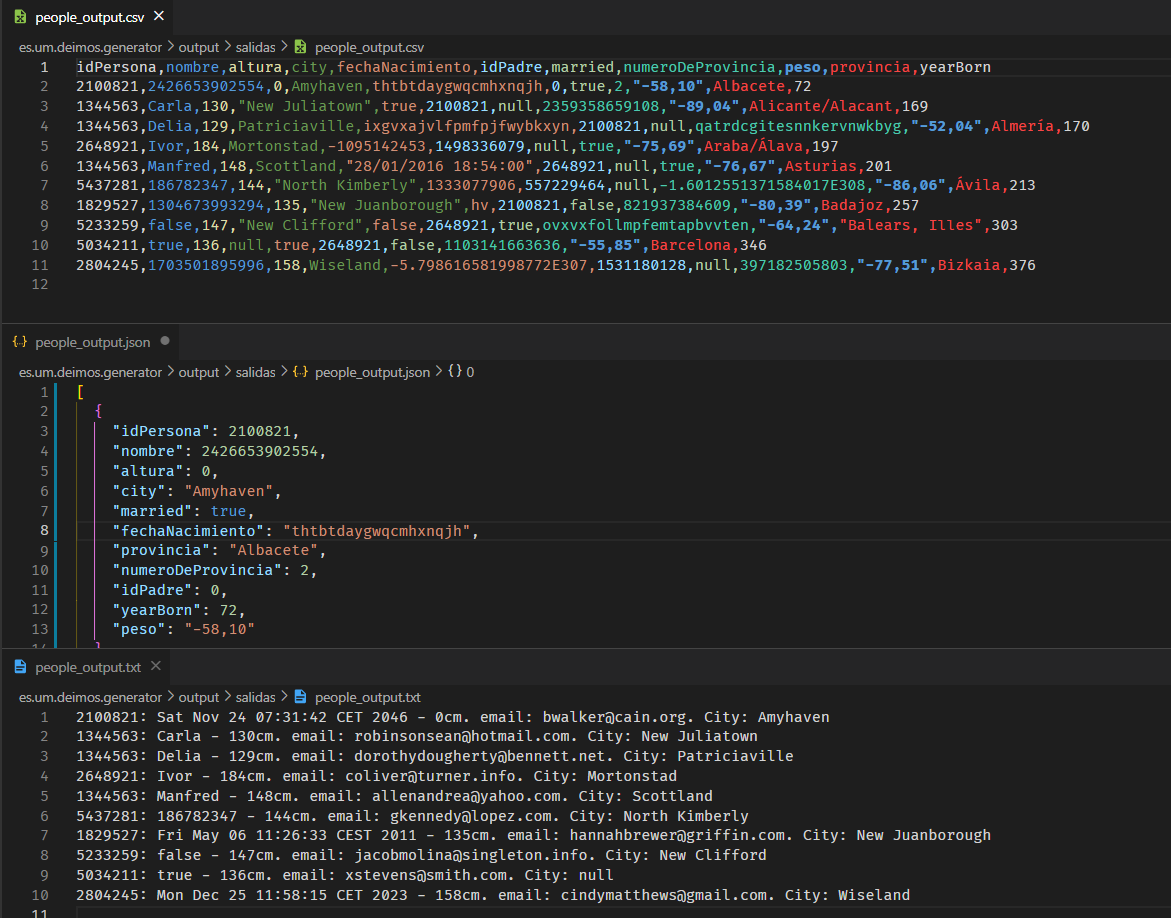 people_output.csv
es.um.deimos.generator > output > salidas > people_output.csv
1 idPersona,nombre,altura,city,fechaNacimiento,idPadre,married,numeroDeProvincia,peso,provincia,yearBorn
2 2100821,2426653902554,0,Amyhaven,thtbtdaygwqcmhxnqjh,0,true,2,"-58,10",Albacete,72
3 1344563,Carla,130,"New Juliatown",true,2100821,null,2359358659108,"-89,04",Alicante/Alacant,169
4 1344563,Delia,129,Patriciaville,ixgvxajvlfpmfpjfwybkxyn,2100821,null,qatrdcgitesnnkervnwkbyg,"-52,04",Almería,170
5 2648921,Ivor,184,Mortonstad,-1095142453,1498336079,null,true,"-75,69",Araba/Álava,197
6 1344563,Manfred,148,Scottland,"28/01/2016 18:54:00",2648921,null,true,"-76,67",Asturias,201
7 5437281,186782347,144,"North Kimberly",1333077906,557229464,null,-1.6012551371584017E308,"-86,06",Ávila,213
8 1829527,1304673993294,135,"New Juanborough",hv,2100821,false,821937384609,"-80,39",Badajoz,257
9 5233259,false,147,"New Clifford",false,2648921,true,ovxvxfollmpfemtapbvvten,"-64,24","Balears, Illes",303
10 5034211,true,136,null,true,2648921,false,1103141663636,"-55,85",Barcelona,346
11 2804245,1703501895996,158,Wiseland,-5.798616581998772E307,1531180128,null,397182505803,"-77,51",Bizkaia,376
12
people_output.json
es.um.deimos.generator > output > salidas > people_output.json > {} 0
1 [
2 {
3 "idPersona": 2100821,
4 "nombre": 2426653902554,
5 "altura": 0,
6 "city": "Amyhaven",
7 "married": true,
8 "fechaNacimiento": "thtbtdaygwqcmhxnqjh",
9 "provincia": "Albacete",
10 "numeroDeProvincia": 2,
11 "idPadre": 0,
12 "yearBorn": 72,
13 "peso": "-58,10"
14 }
people_output.txt
es.um.deimos.generator > output > salidas > people_output.txt
1 2100821: Sat Nov 24 07:31:42 CET 2046 - 0cm. email: bwalker@cain.org. City: Amyhaven
2 1344563: Carla - 130cm. email: robinsonsean@hotmail.com. City: New Juliatown
3 1344563: Delia - 129cm. email: dorothydougherty@bennett.net. City: Patriciaville
4 2648921: Ivor - 184cm. email: coliver@turner.info. City: Mortonstad
5 1344563: Manfred - 148cm. email: allenandrea@yahoo.com. City: Scottland
6 5437281: 186782347 - 144cm. email: gkennedy@lopez.com. City: North Kimberly
7 1829527: Fri May 06 11:26:33 CEST 2011 - 135cm. email: hannahbrewer@griffin.com. City: New Juanborough
8 5233259: false - 147cm. email: jacobmolina@singleton.info. City: New Clifford
9 5034211: true - 136cm. email: xstevens@smith.com. City: null
10 2804245: Mon Dec 25 11:58:15 CET 2023 - 158cm. email: cindymatthews@gmail.com. City: Wiseland
11